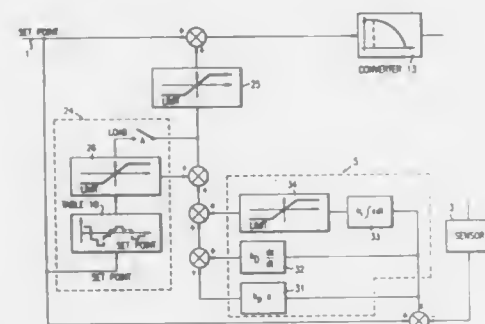 SET POINT
1
CONVERTER 13
LIMIT
25
24
LOAD
A
26
LIMIT
TABLE 10
SET POINT
SET POINT
5
34
LIMIT
33
32
31
3
SENSOR